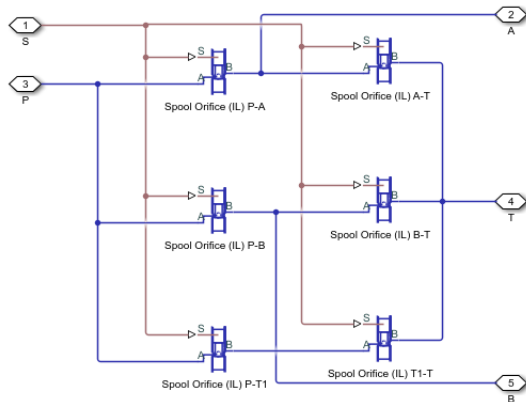 1
S
2
A
3
P
S
A
B
Spool Orifice (IL) P-A
S
A
B
Spool Orifice (IL) A-T
S
A
B
Spool Orifice (IL) P-B
S
A
B
Spool Orifice (IL) B-T
4
T
S
A
B
Spool Orifice (IL) P-T1
S
A
B
Spool Orifice (IL) T1-T
5
B